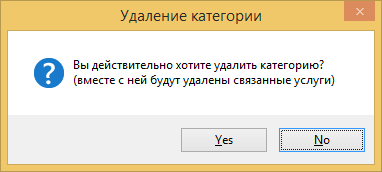 Удаление категории
Вы действительно хотите удалить категорию?
(вместе с ней будут удалены связанные услуги)
Yes No